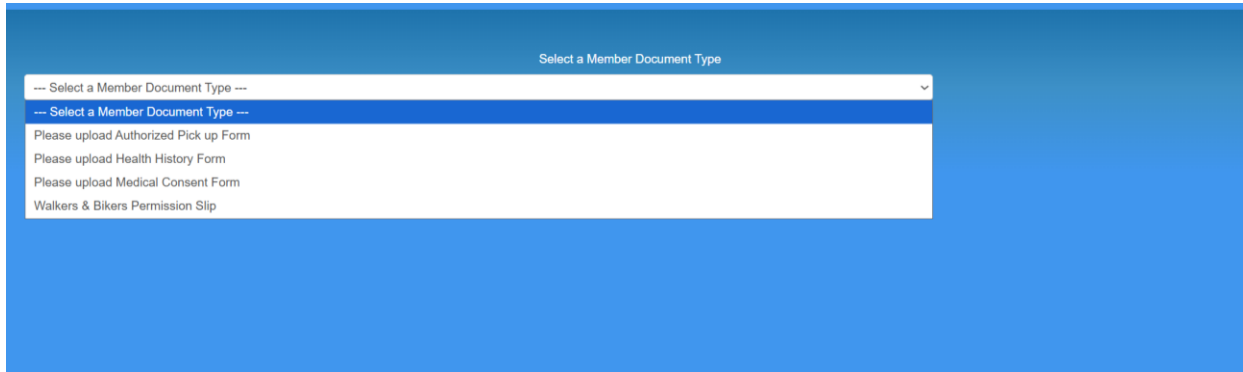 Select a Member Document Type
--- Select a Member Document Type ---
--- Select a Member Document Type ---
Please upload Authorized Pick up Form
Please upload Health History Form
Please upload Medical Consent Form
Walkers & Bikers Permission Slip